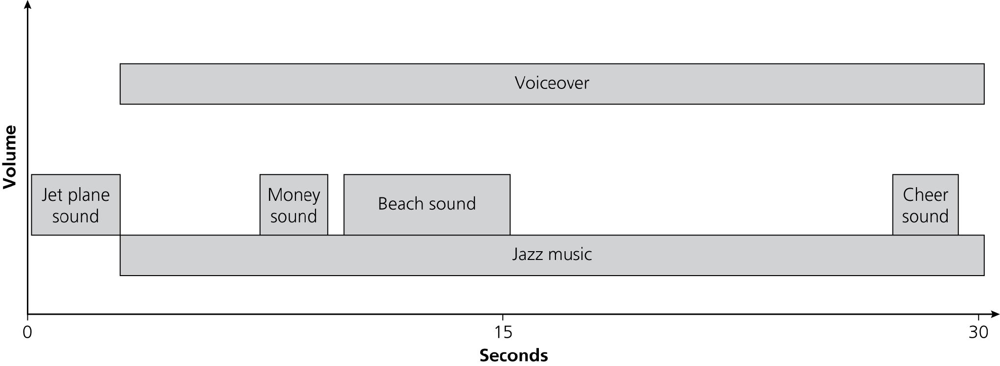 Volume
Voiceover
Jet plane
sound
Money
sound
Beach sound
Cheer
sound
Jazz music
0
15
30
Seconds